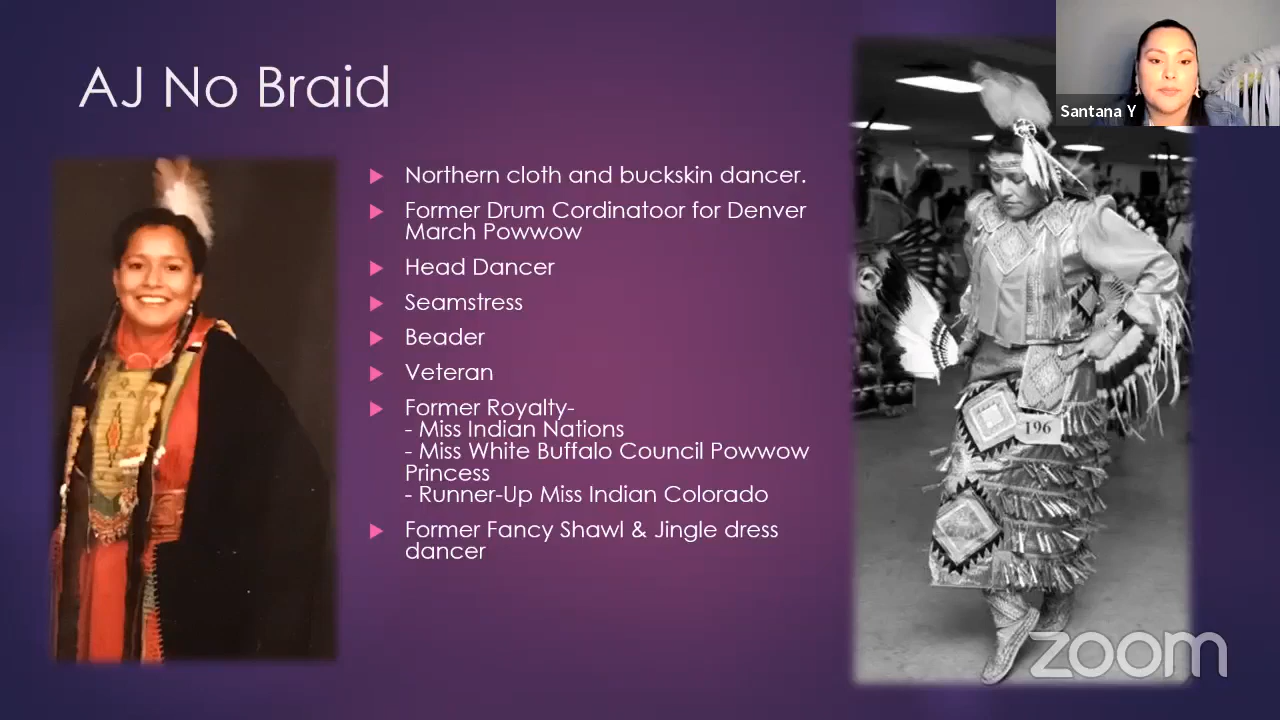 AJ No Braid
Santana Y
Northern cloth and buckskin dancer.
Former Drum Cordinatoor for Denver
March Powwow
Head Dancer
Seamstress
Beader
Veteran
Former Royalty-
- Miss Indian Nations
- Miss White Buffalo Council Powwow
Princess
- Runner-Up Miss Indian Colorado
Former Fancy Shawl & Jingle dress
dancer
196
zoom